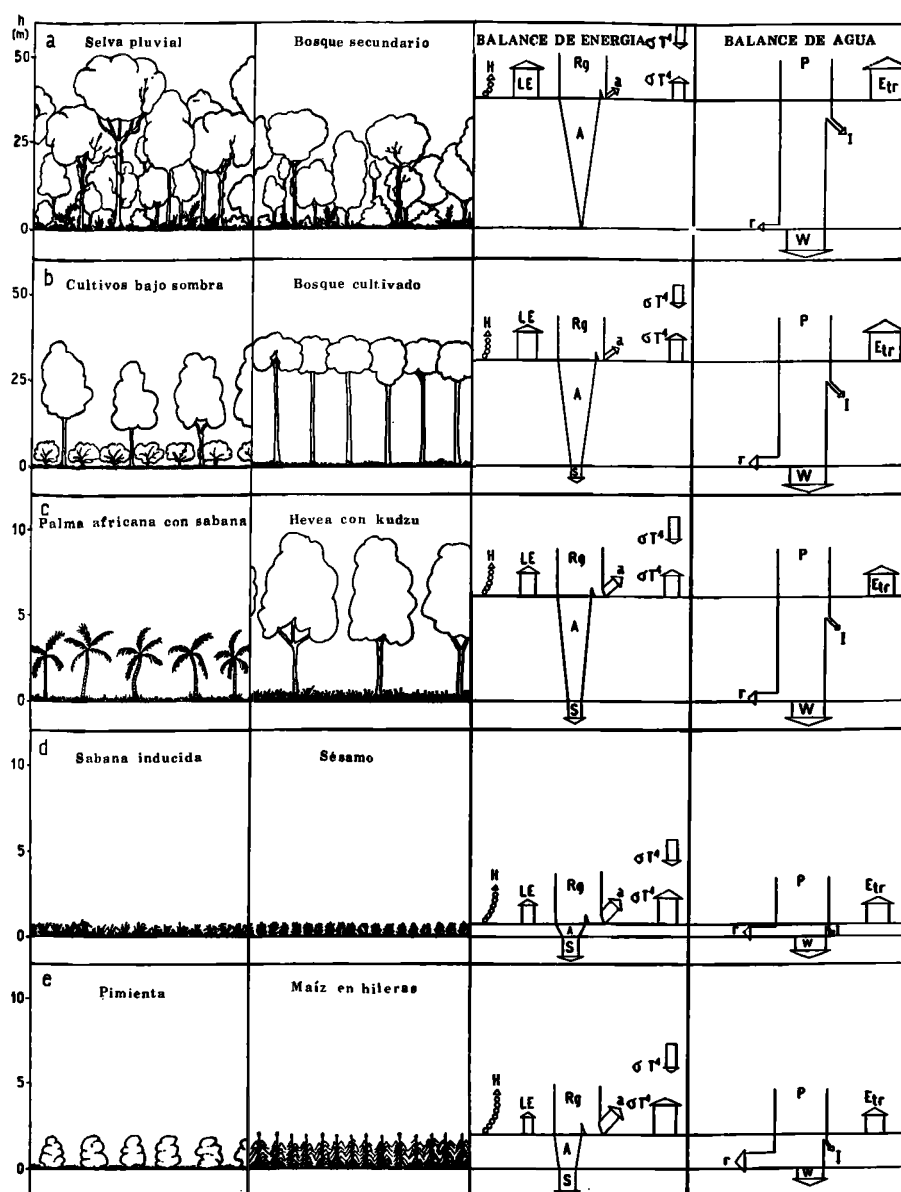 h
(m)
a
Selva pluvial
Bosque secundario
BALANCE DE ENERGIA
BALANCE DE AGUA
50
25
0
H
LE
Rg
a
σT⁴
σT⁴
A
P
Etr
I
r
W
b
Cultivos bajo sombra
Bosque cultivado
50
25
0
H
LE
Rg
a
σT⁴
σT⁴
A
S
P
Etr
I
r
W
c
Palma africana con sabana
Hevea con kudzu
10
5
0
H
LE
Rg
a
σT⁴
σT⁴
A
S
P
Etr
I
r
W
d
Sabana inducida
Sésamo
10
5
0
H
LE
Rg
a
σT⁴
σT⁴
A
S
P
Etr
I
r
W
e
Pimienta
Maíz en hileras
10
5
0
H
LE
Rg
a
σT⁴
σT⁴
A
S
P
Etr
I
r
W